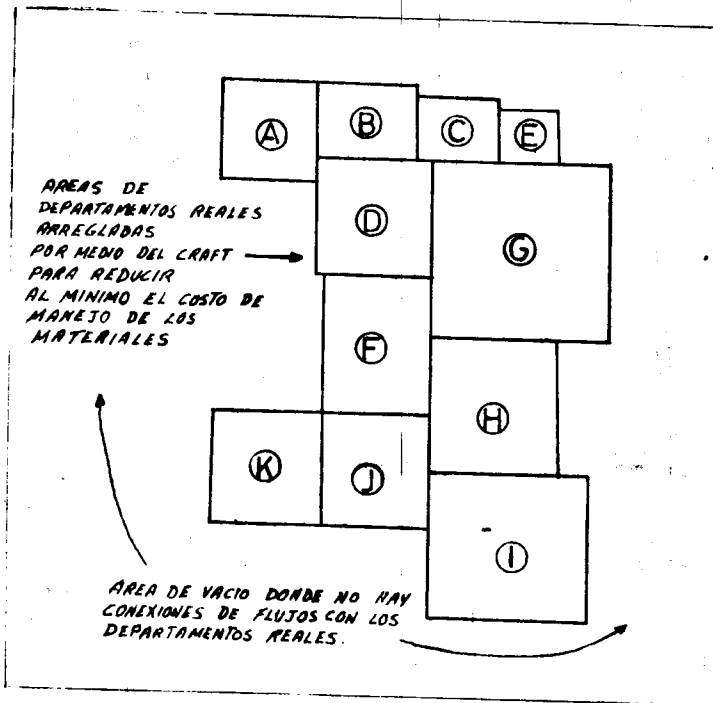 A
B
C
E
AREAS DE
DEPARTAMENTOS REALES
ARREGLADAS
POR MEDIO DEL CRAFT
PARA REDUCIR
AL MINIMO EL COSTO DE
MANEJO DE LOS
MATERIALES
D
G
F
H
K
J
I
AREA DE VACIO DONDE NO HAY
CONEXIONES DE FLUJOS CON LOS
DEPARTAMENTOS REALES.